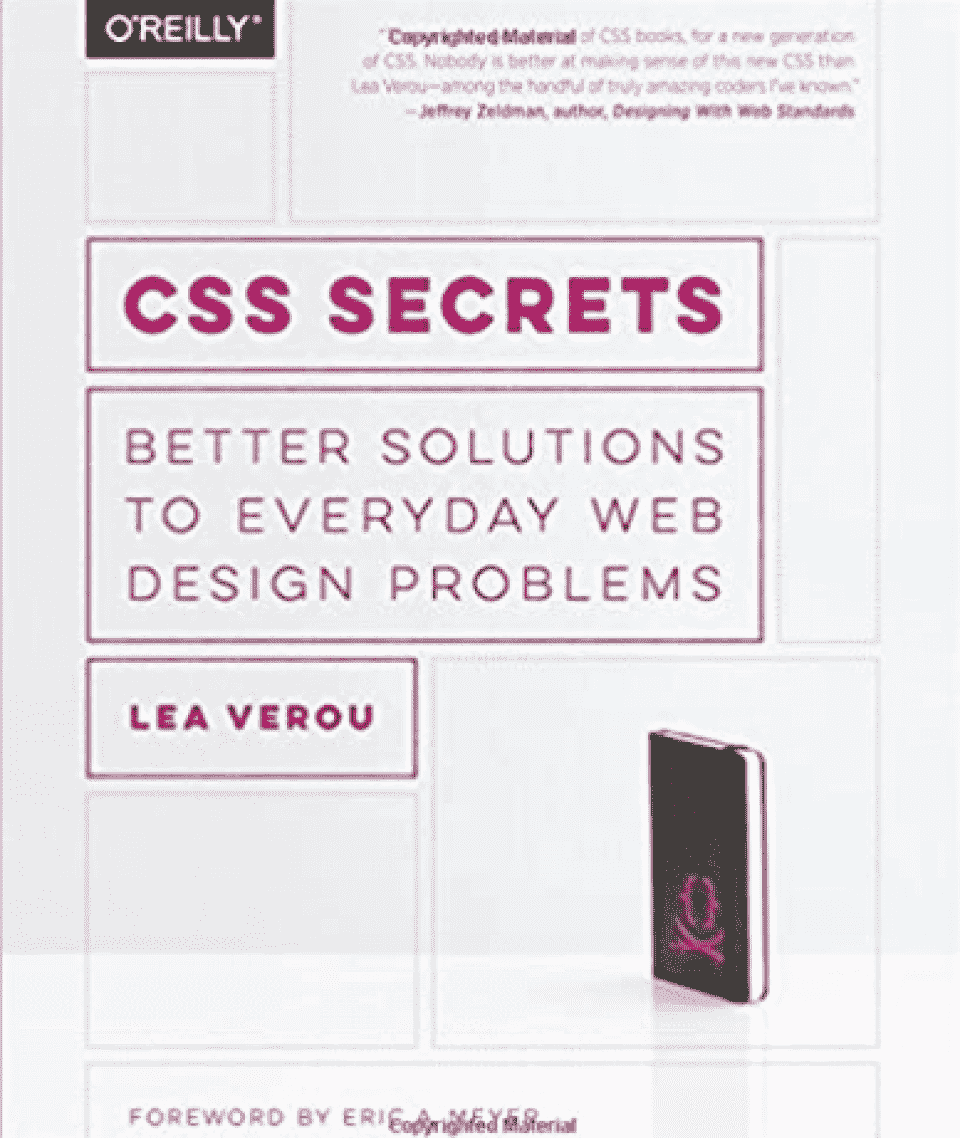 O'REILLY®
"Copyrighted Material of CSS books, for a new generation
of CSS. Nobody is better at making sense of this new CSS than
Lea Verou—among the handful of truly amazing coders I've known."
— Jeffrey Zeldman, author, Designing With Web Standards
CSS SECRETS
BETTER SOLUTIONS
TO EVERYDAY WEB
DESIGN PROBLEMS
LEA VEROU
FOREWORD BY ERIC A. MEYER
Copyrighted Material